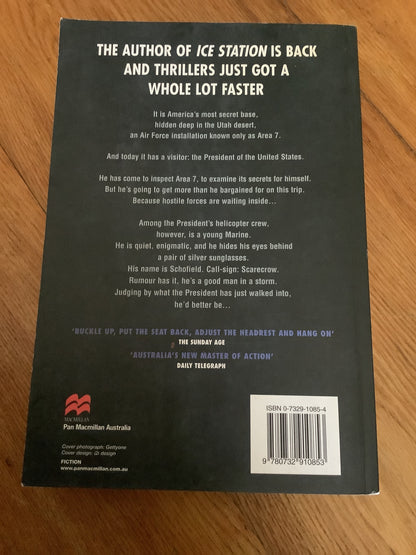 THE AUTHOR OF ICE STATION IS BACK
AND THRILLERS JUST GOT A
WHOLE LOT FASTER
It is America's most secret base,
hidden deep in the Utah desert,
an Air Force installation known only as Area 7.
And today it has a visitor: the President of the United States.
He has come to inspect Area 7, to examine its secrets for himself.
But he's going to get more than he bargained for on this trip.
Because hostile forces are waiting inside...
Among the President's helicopter crew,
however, is a young Marine.
He is quiet, enigmatic, and he hides his eyes behind
a pair of silver sunglasses.
His name is Schofield. Call-sign: Scarecrow.
Rumour has it, he's a good man in a storm.
Judging by what the President has just walked into,
he'd better be...
'BUCKLE UP, PUT THE SEAT BACK, ADJUST THE HEADREST AND HANG ON'
THE SUNDAY AGE
'AUSTRALIA'S NEW MASTER OF ACTION'
DAILY TELEGRAPH
MACMILLAN
Pan Macmillan Australia
Cover photograph: Gettyone
Cover design: (2) design
FICTION
www.panmacmillan.com.au
ISBN 0-7329-1085-4
9 780732 910853